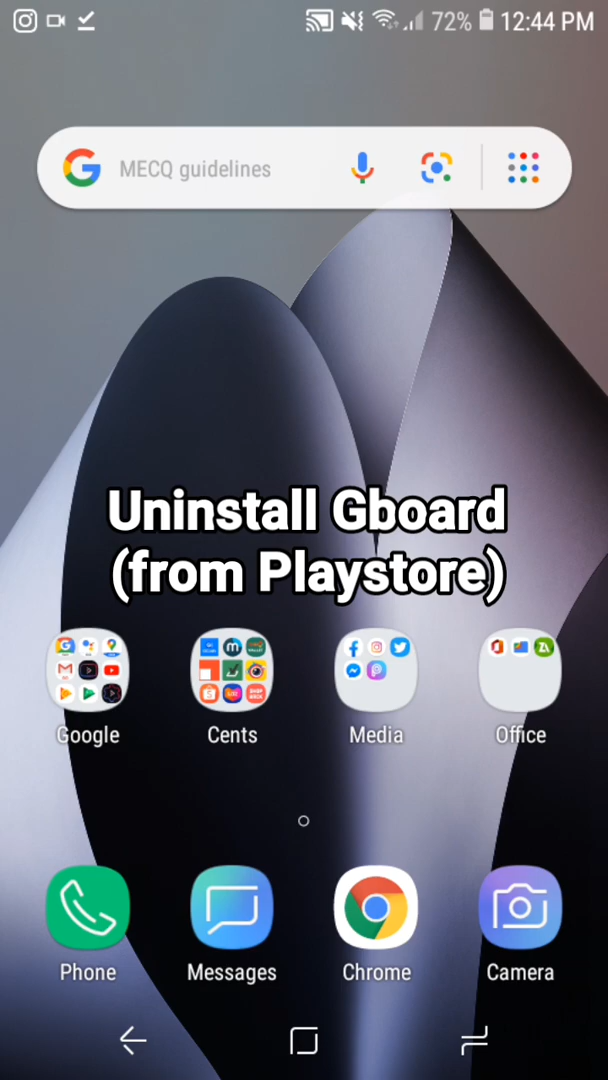 72% 12:44 PM
MECQ guidelines
Uninstall Gboard
(from Playstore)
Google Cents Media Office
Phone Messages Chrome Camera